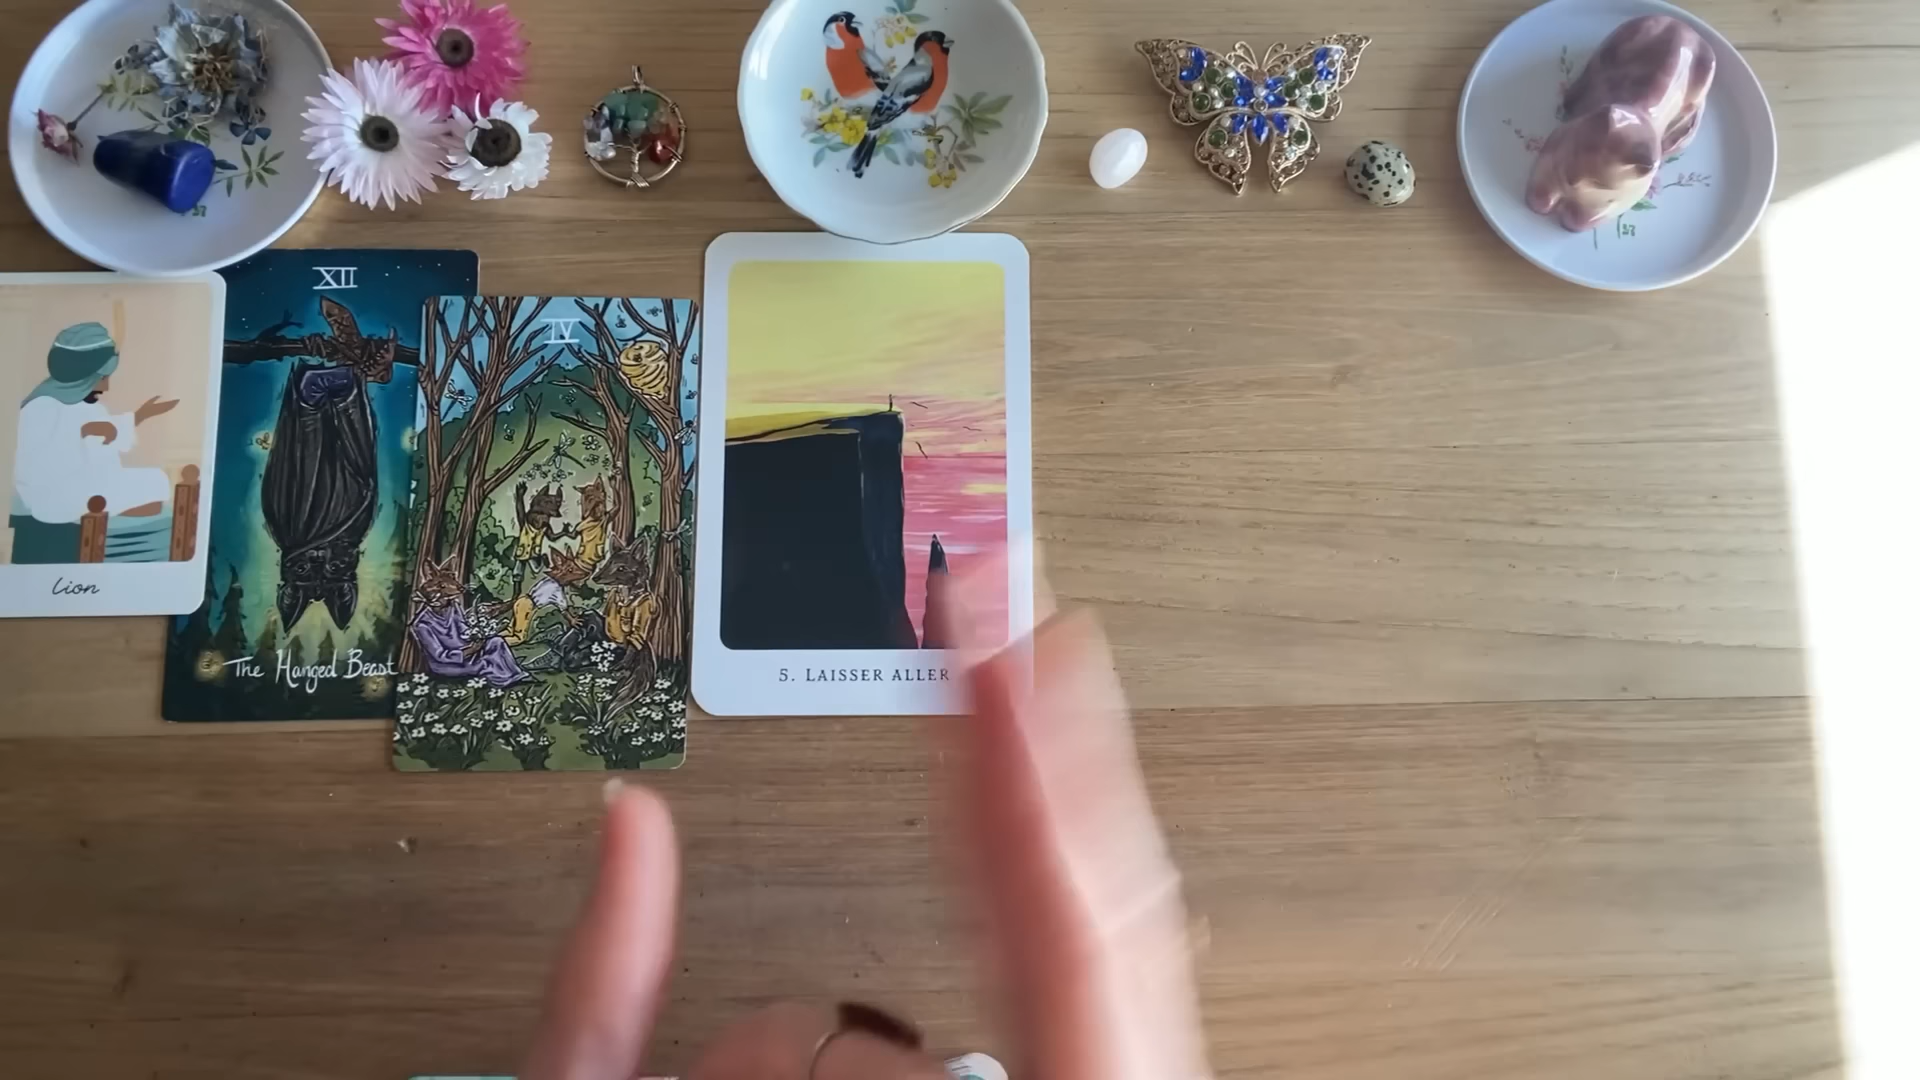 XII
IV
Lion
The Hanged Beast
5. LAISSER ALLER